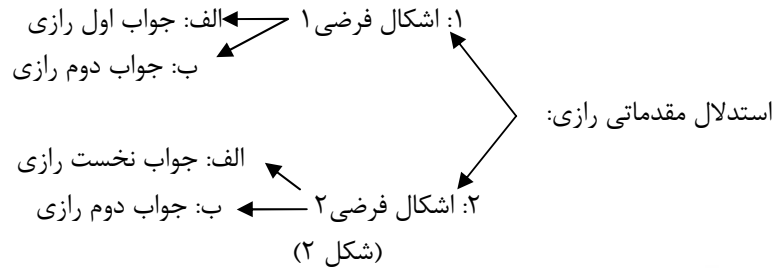 ۱: اشکال فرضی۱
الف: جواب اول رازی
ب: جواب دوم رازی
استدلال مقدماتی رازی:
الف: جواب نخست رازی
۲: اشکال فرضی۲
ب: جواب دوم رازی
(شکل ۲)